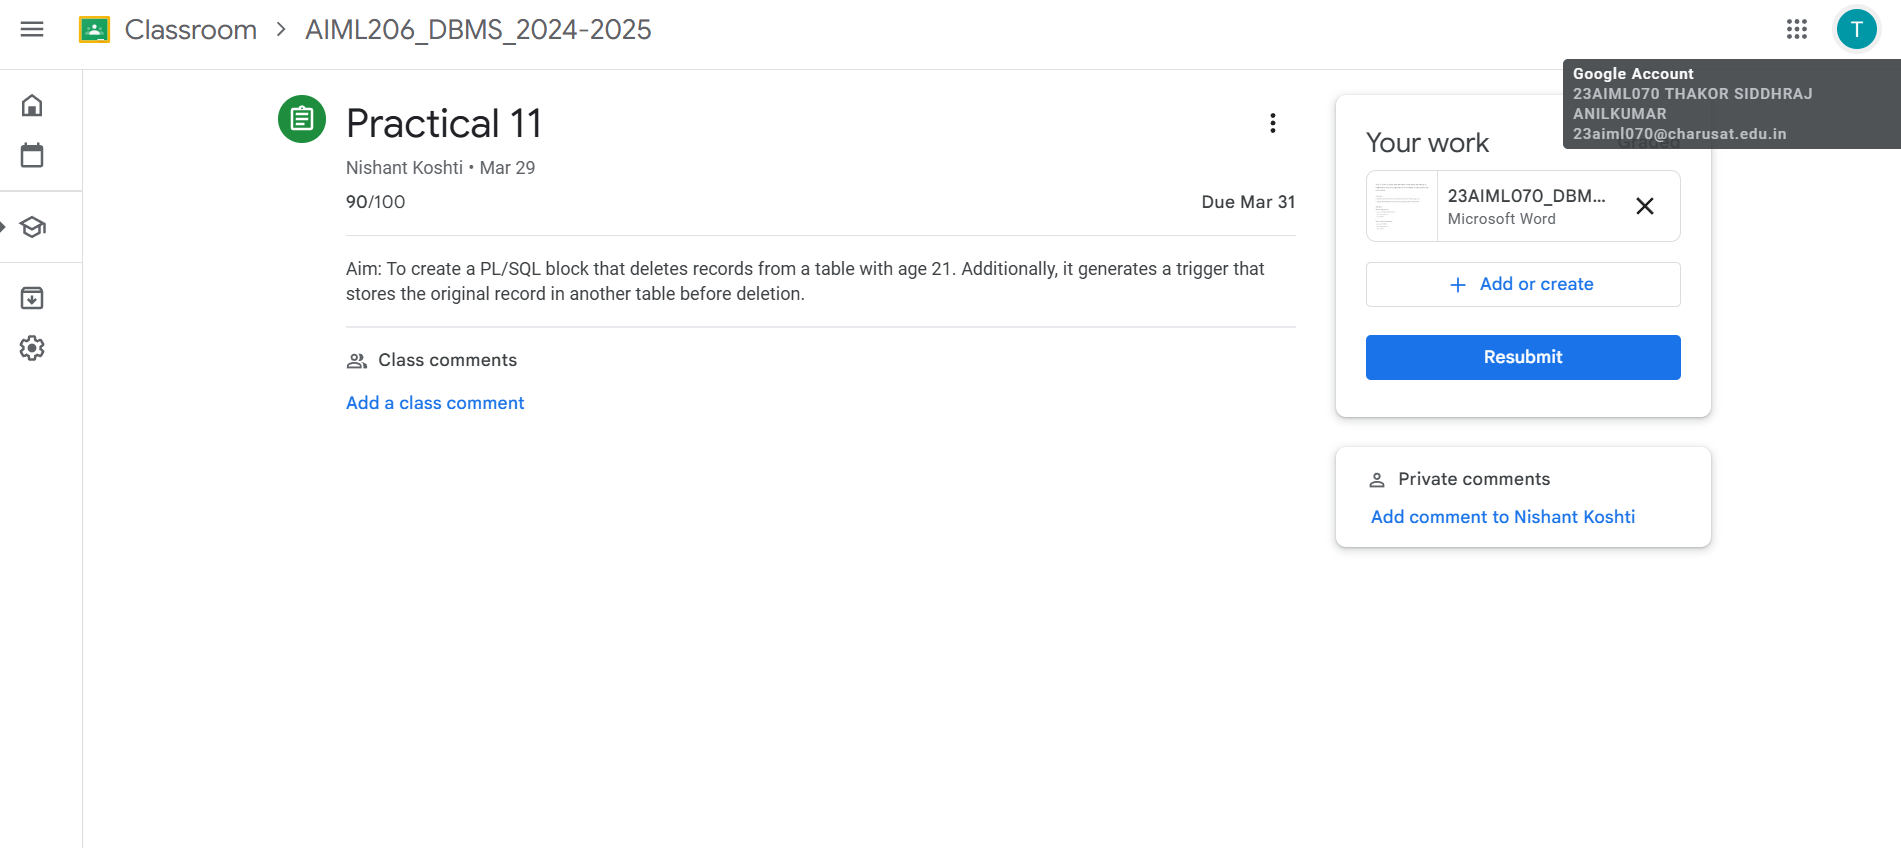 Classroom > AIML206_DBMS_2024-2025
T
Google Account
23AIML070 THAKOR SIDDHRAJ
ANILKUMAR
23aiml070@charusat.edu.in
Practical 11
Nishant Koshti • Mar 29
90/100
Due Mar 31
Aim: To create a PL/SQL block that deletes records from a table with age 21. Additionally, it generates a trigger that
stores the original record in another table before deletion.
Class comments
Add a class comment
Your work
Graded
23AIML070_DBM...
Microsoft Word
+ Add or create
Resubmit
Private comments
Add comment to Nishant Koshti